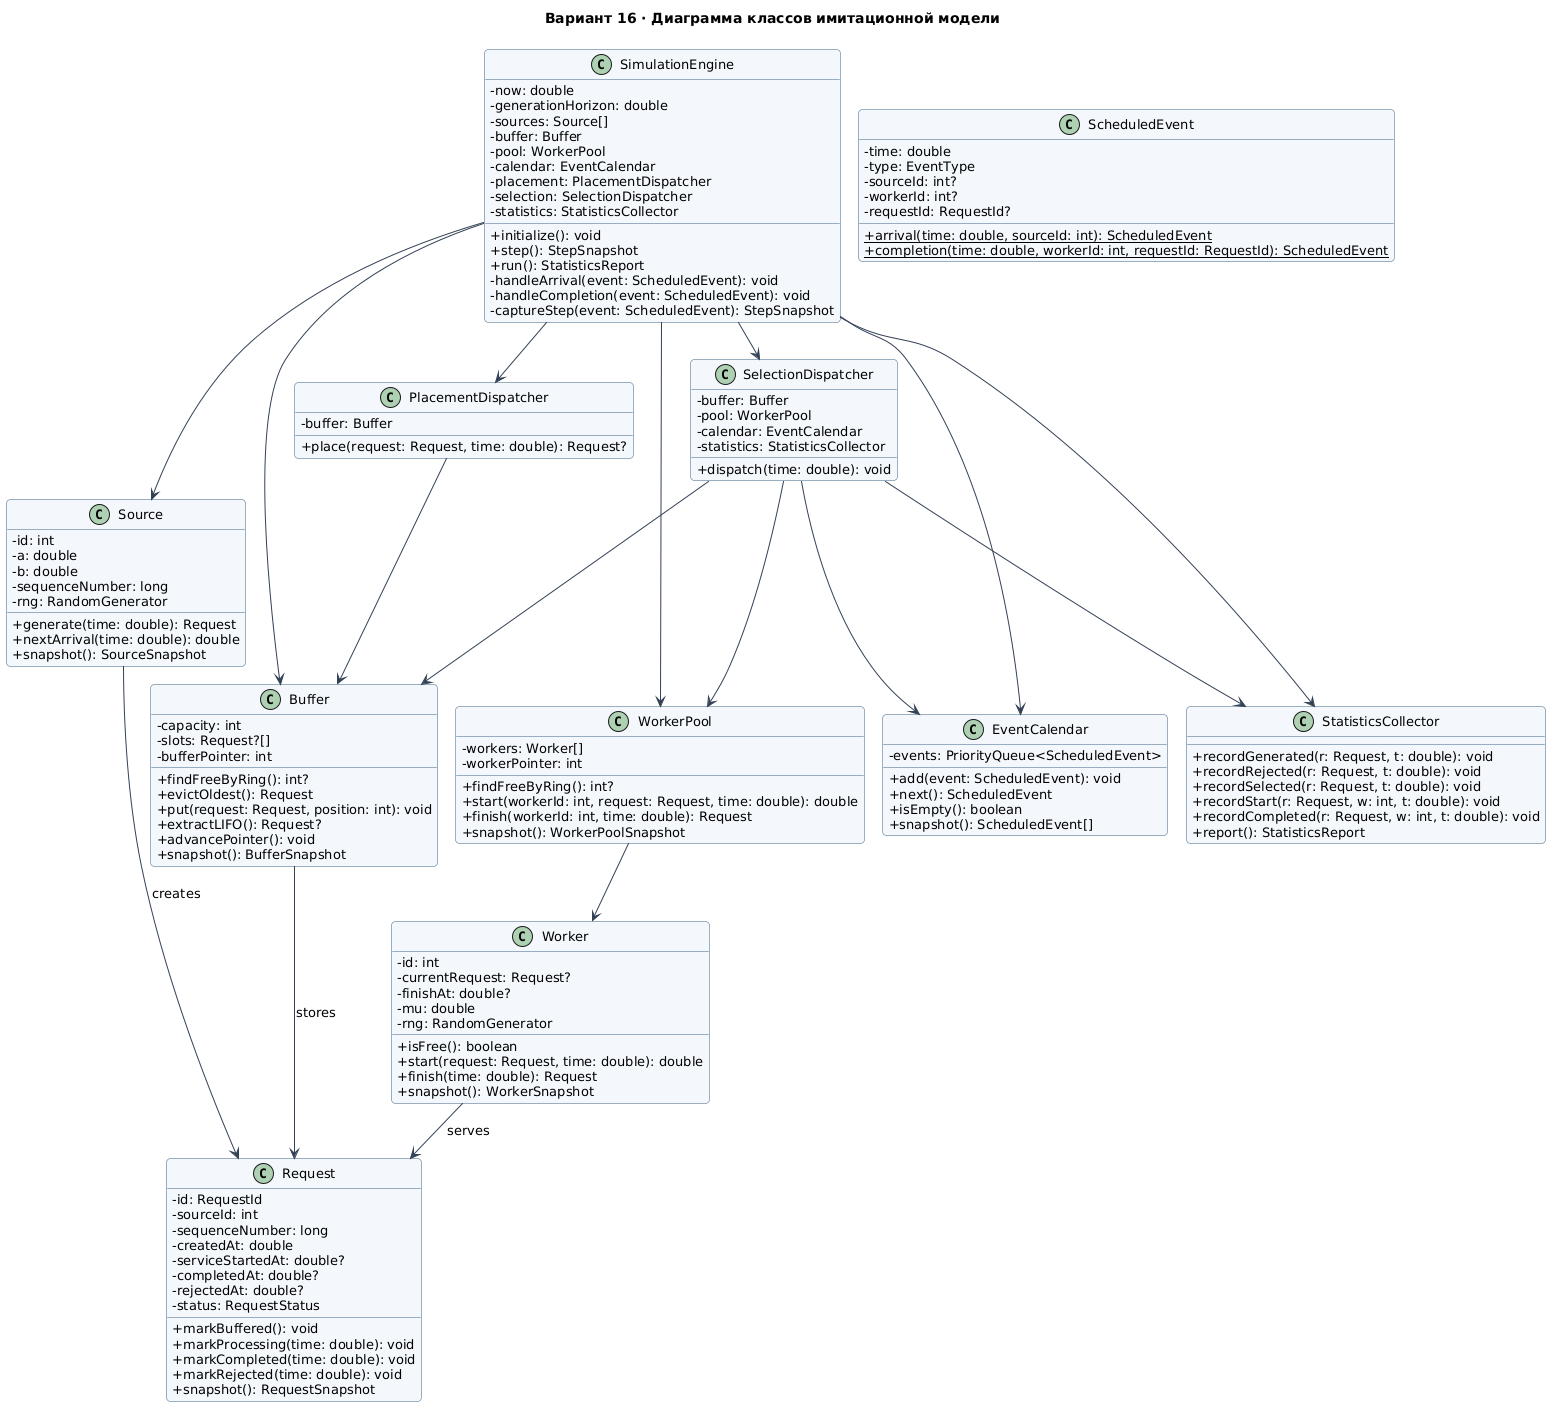 Вариант 16 · Диаграмма классов имитационной модели
C SimulationEngine
-now: double
-generationHorizon: double
-sources: Source[]
-buffer: Buffer
-pool: WorkerPool
-calendar: EventCalendar
-placement: PlacementDispatcher
-selection: SelectionDispatcher
-statistics: StatisticsCollector
+initialize(): void
+step(): StepSnapshot
+run(): StatisticsReport
-handleArrival(event: ScheduledEvent): void
-handleCompletion(event: ScheduledEvent): void
-captureStep(event: ScheduledEvent): StepSnapshot
C ScheduledEvent
-time: double
-type: EventType
-sourceId: int?
-workerId: int?
-requestId: RequestId?
+arrival(time: double, sourceId: int): ScheduledEvent
+completion(time: double, workerId: int, requestId: RequestId): ScheduledEvent
C PlacementDispatcher
-buffer: Buffer
+place(request: Request, time: double): Request?
C SelectionDispatcher
-buffer: Buffer
-pool: WorkerPool
-calendar: EventCalendar
-statistics: StatisticsCollector
+dispatch(time: double): void
C Source
-id: int
-a: double
-b: double
-sequenceNumber: long
-rng: RandomGenerator
+generate(time: double): Request
+nextArrival(time: double): double
+snapshot(): SourceSnapshot
C Buffer
-capacity: int
-slots: Request?[]
-bufferPointer: int
+findFreeByRing(): int?
+evictOldest(): Request
+put(request: Request, position: int): void
+extractLIFO(): Request?
+advancePointer(): void
+snapshot(): BufferSnapshot
C WorkerPool
-workers: Worker[]
-workerPointer: int
+findFreeByRing(): int?
+start(workerId: int, request: Request, time: double): double
+finish(workerId: int, time: double): Request
+snapshot(): WorkerPoolSnapshot
C EventCalendar
-events: PriorityQueue<ScheduledEvent>
+add(event: ScheduledEvent): void
+next(): ScheduledEvent
+isEmpty(): boolean
+snapshot(): ScheduledEvent[]
C StatisticsCollector
+recordGenerated(r: Request, t: double): void
+recordRejected(r: Request, t: double): void
+recordSelected(r: Request, t: double): void
+recordStart(r: Request, w: int, t: double): void
+recordCompleted(r: Request, w: int, t: double): void
+report(): StatisticsReport
creates
stores
C Worker
-id: int
-currentRequest: Request?
-finishAt: double?
-mu: double
-rng: RandomGenerator
+isFree(): boolean
+start(request: Request, time: double): double
+finish(time: double): Request
+snapshot(): WorkerSnapshot
serves
C Request
-id: RequestId
-sourceId: int
-sequenceNumber: long
-createdAt: double
-serviceStartedAt: double?
-completedAt: double?
-rejectedAt: double?
-status: RequestStatus
+markBuffered(): void
+markProcessing(time: double): void
+markCompleted(time: double): void
+markRejected(time: double): void
+snapshot(): RequestSnapshot